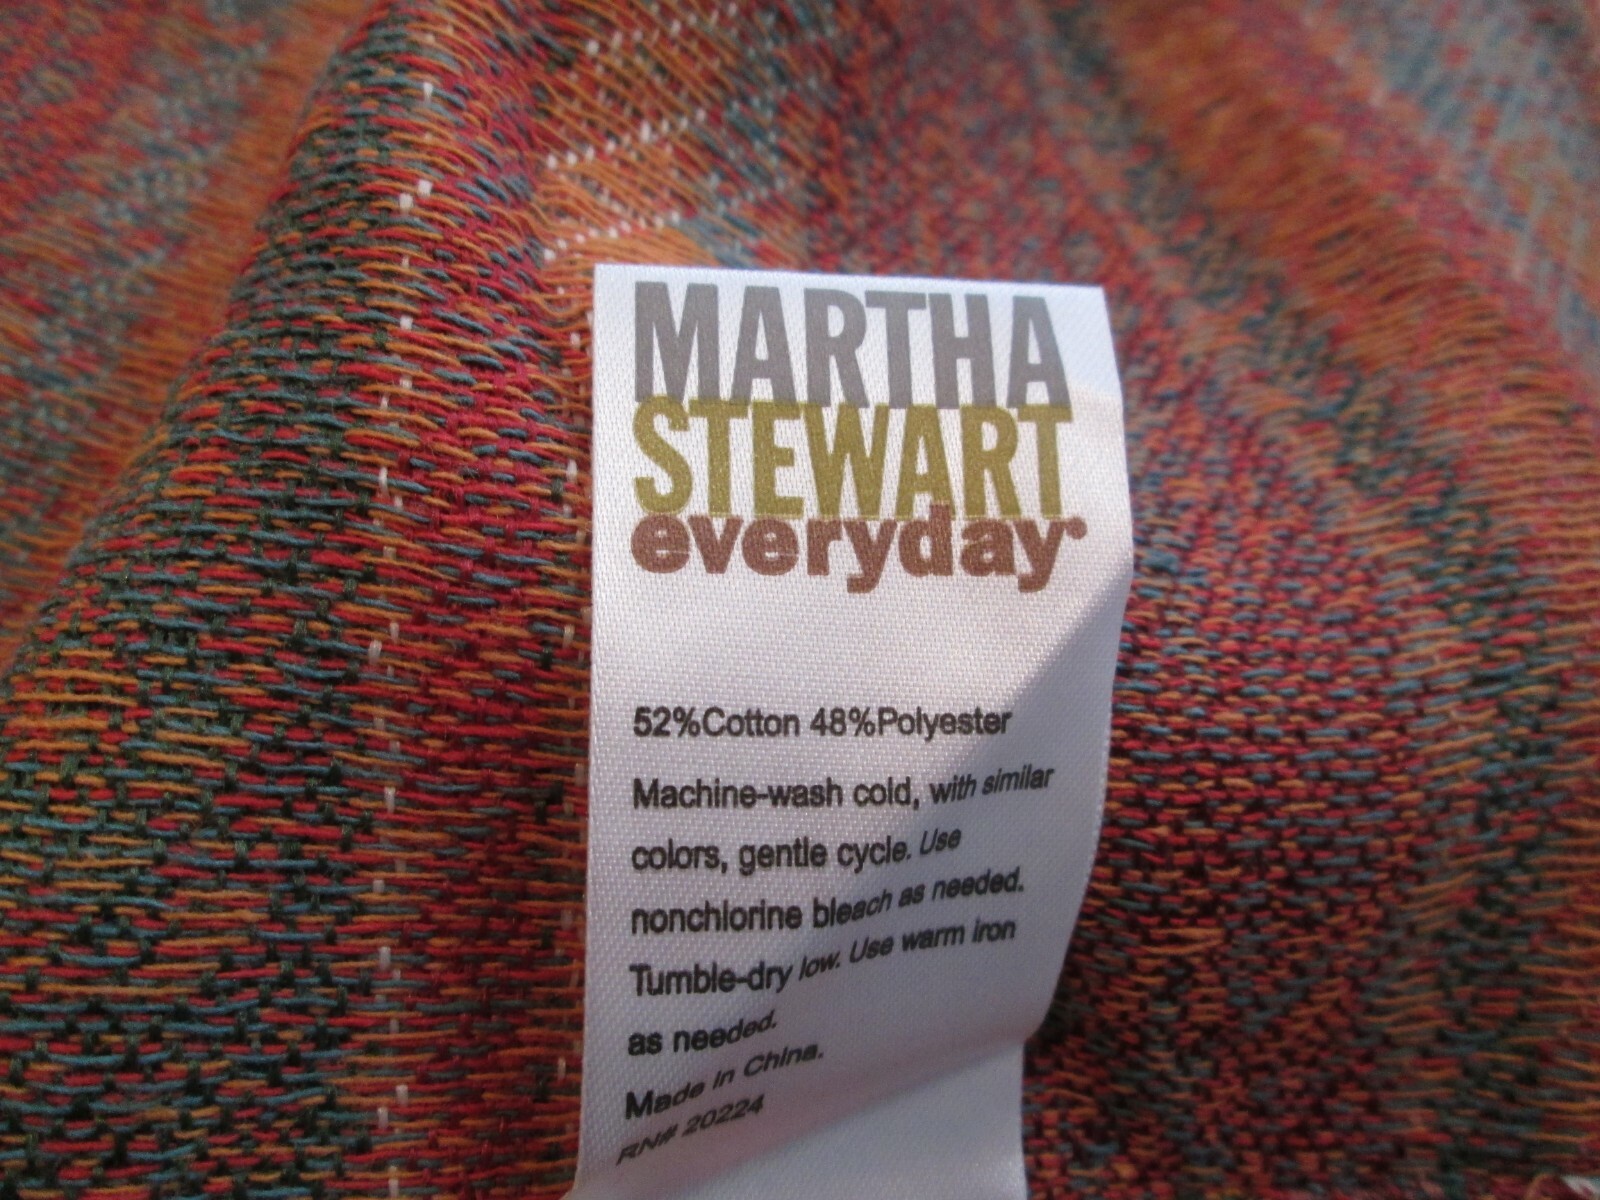 MARTHA
STEWART
everyday
52%Cotton 48%Polyester
Machine-wash cold, with similar
colors, gentle cycle. Use
nonchlorine bleach as needed.
Tumble-dry low. Use warm iron
as needed.
Made in China.
RN# 20224